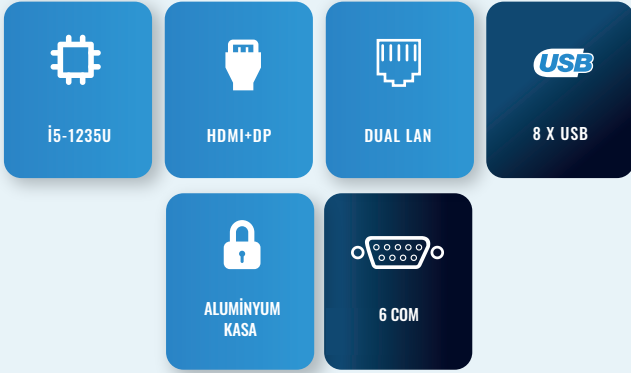 İ5-1235U
HDMI+DP
DUAL LAN
USB
8 X USB
ALUMİNYUM
KASA
6 COM